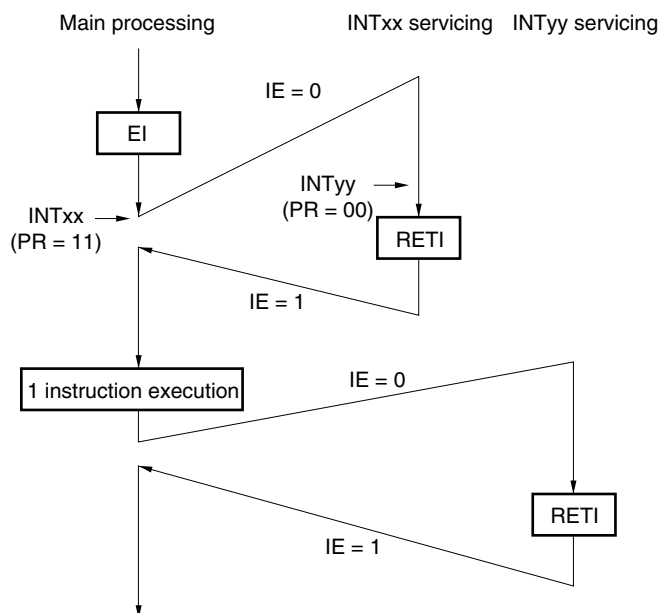 Main processing
INTxx servicing
INTyy servicing
IE = 0
EI
INTyy
(PR = 00)
INTxx
(PR = 11)
RETI
IE = 1
1 instruction execution
IE = 0
RETI
IE = 1